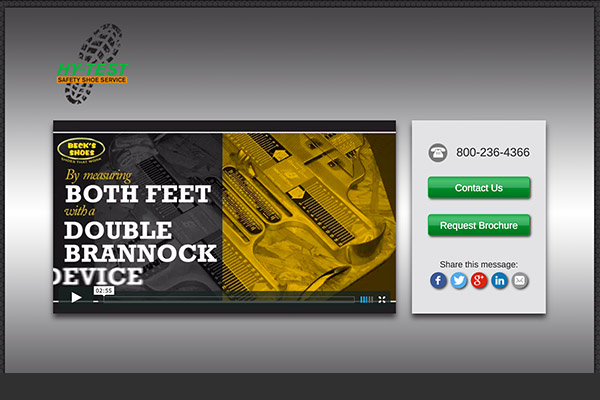 HY-TEST
SAFETY SHOE SERVICE
BECK'S
SHOES
SHOES THAT WORK
By measuring
BOTH FEET
with a
DOUBLE
BRANNOCK
DEVICE
02:55
800-236-4366
Contact Us
Request Brochure
Share this message:
f
g+
in
M